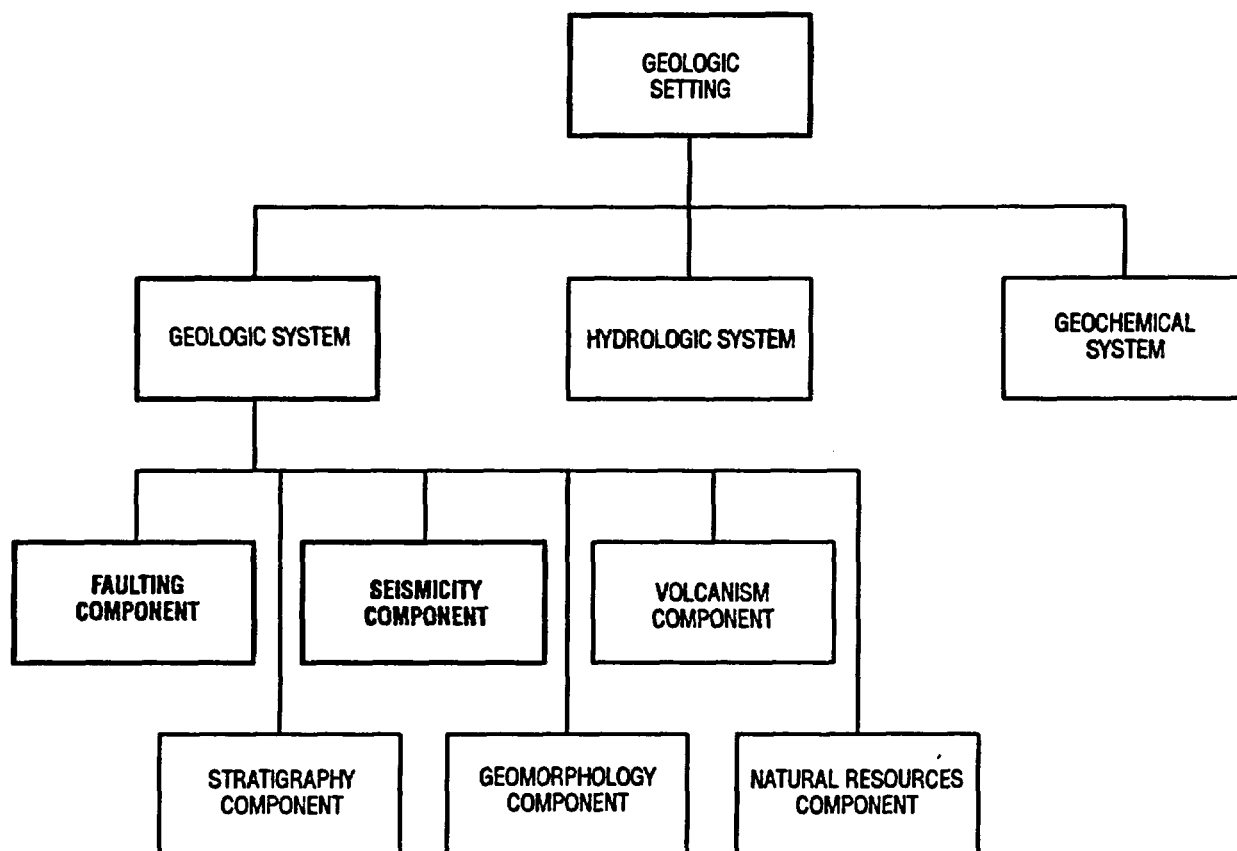 GEOLOGIC
SETTING
GEOLOGIC SYSTEM
HYDROLOGIC SYSTEM
GEOCHEMICAL
SYSTEM
FAULTING
COMPONENT
SEISMICITY
COMPONENT
VOLCANISM
COMPONENT
STRATIGRAPHY
COMPONENT
GEOMORPHOLOGY
COMPONENT
NATURAL RESOURCES
COMPONENT